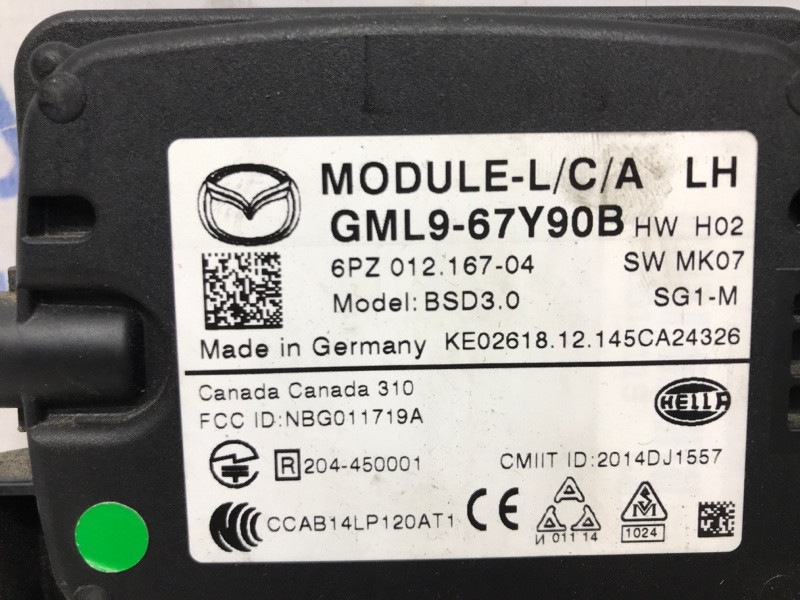 MODULE-L/C/A LH
GML9-67Y90B HW H02
6PZ 012.167-04 SW MK07
Model: BSD3.0 SG1-M
Made in Germany KE02618.12.145CA24326
Canada Canada 310
FCC ID:NBG011719A
HELLA
R 204-450001 CMIIT ID:2014DJ1557
CCAB14LP120AT1 CE И 011 14 1024